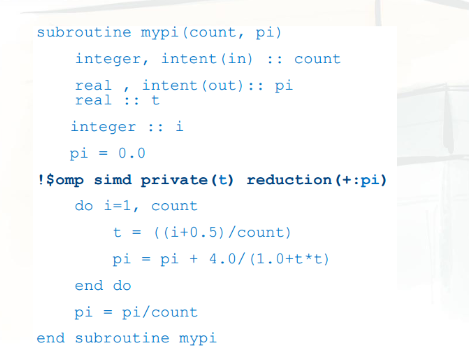 subroutine mypi(count, pi)
integer, intent(in) :: count
real , intent(out):: pi
real :: t
integer :: i
pi = 0.0
!$omp simd private(t) reduction(+:pi)
do i=1, count
t = ((i+0.5)/count)
pi = pi + 4.0/(1.0+t*t)
end do
pi = pi/count
end subroutine mypi